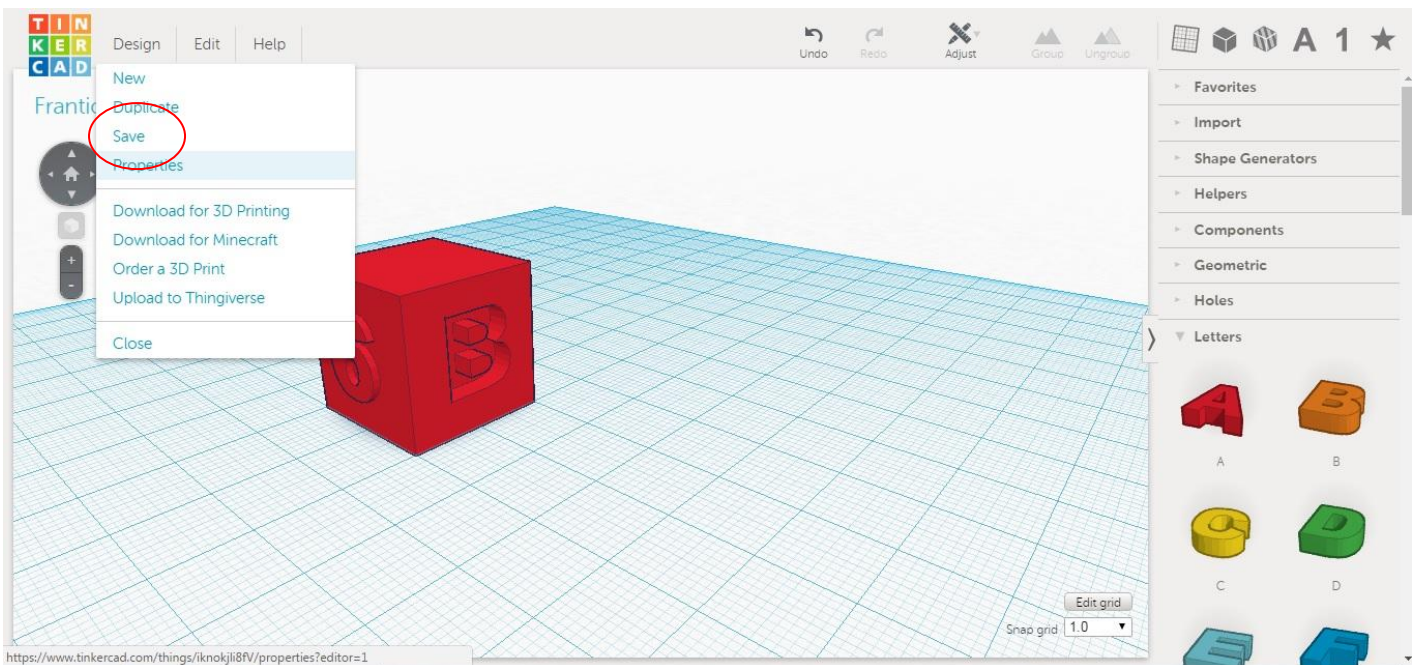 TIN
KER
CAD
Design Edit Help
Undo Redo Adjust Group Ungroup
A 1
New
Frantic
Duplicate
Save
Properties
Download for 3D Printing
Download for Minecraft
Order a 3D Print
Upload to Thingiverse
Close
+
-
B
Favorites
Import
Shape Generators
Helpers
Components
Geometric
Holes
Letters
A B
A B
C D
C D
Edit grid
Snap grid 1.0
https://www.tinkercad.com/things/iknokjli8fV/properties?editor=1